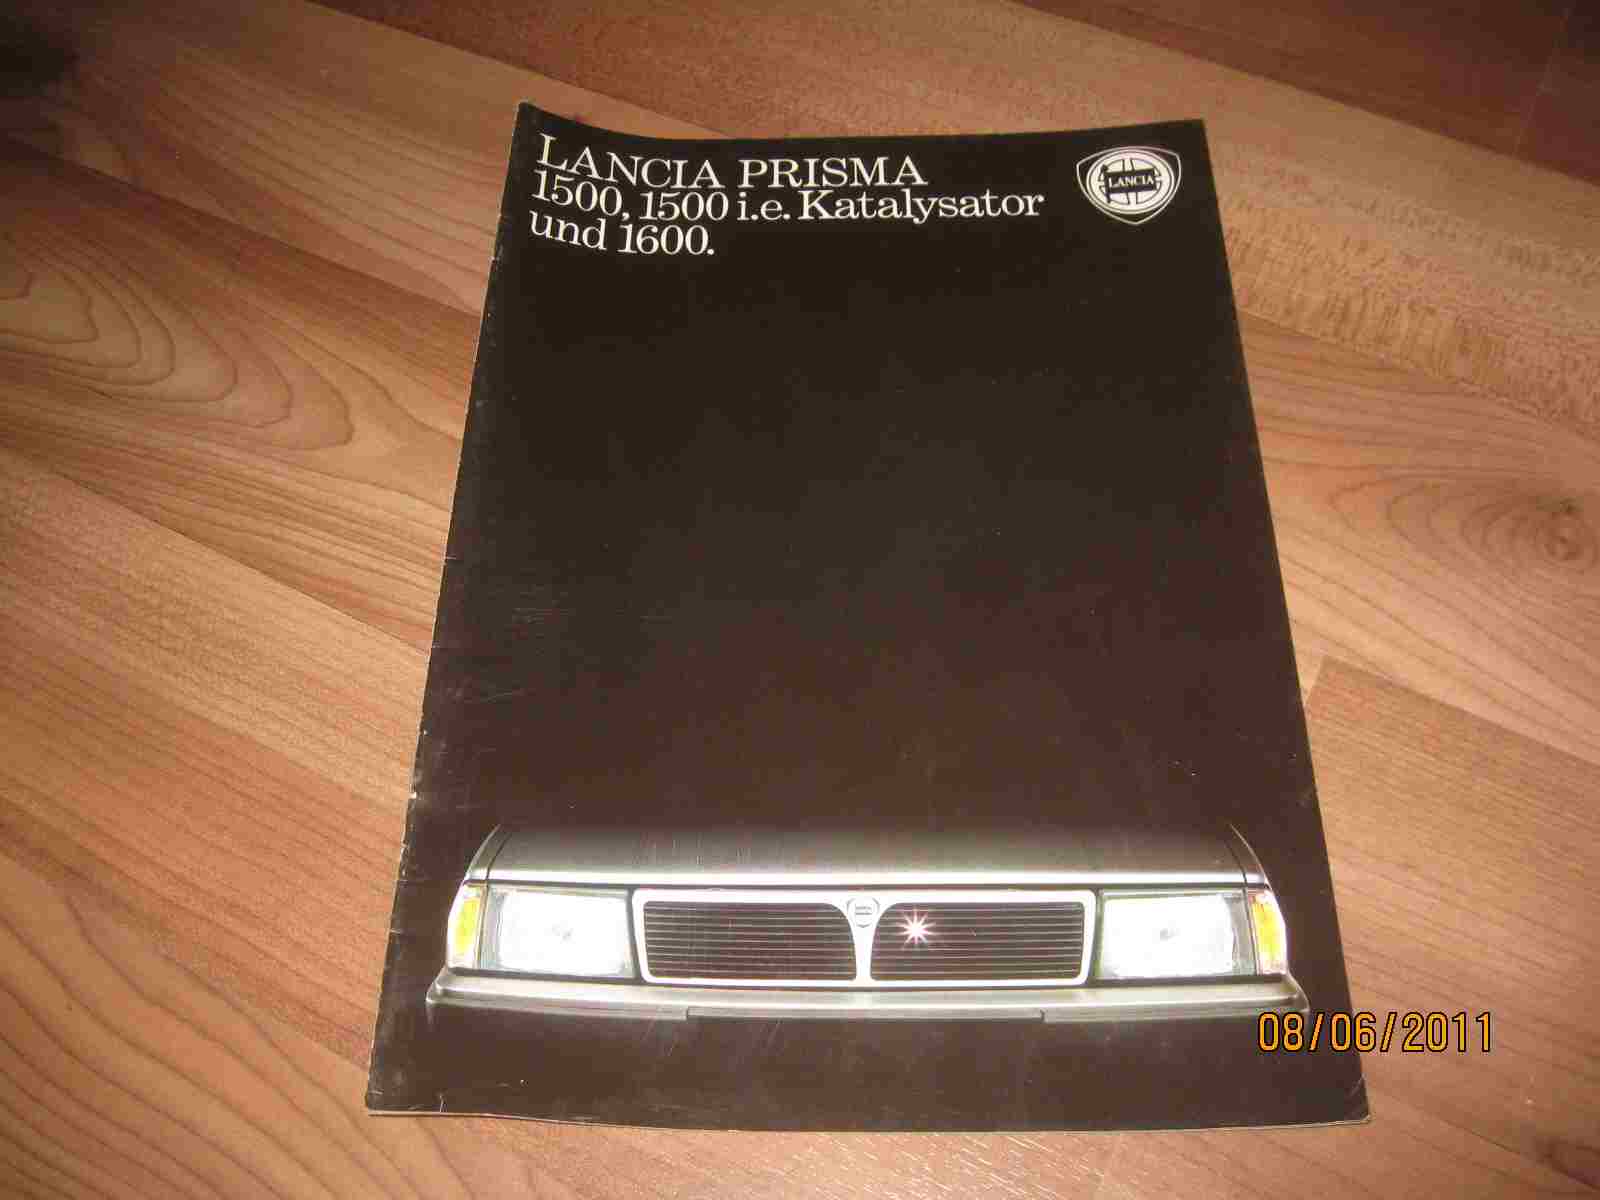 LANCIA PRISMA
1500, 1500 i.e. Katalysator
und 1600.
LANCIA
08/06/2011